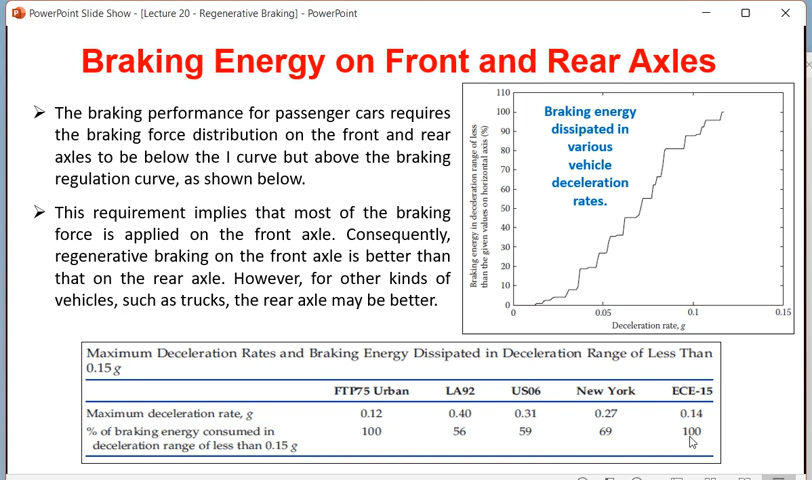 PowerPoint Slide Show - [Lecture 20 - Regenerative Braking] - PowerPoint
Braking Energy on Front and Rear Axles
The braking performance for passenger cars requires
the braking force distribution on the front and rear
axles to be below the I curve but above the braking
regulation curve, as shown below.
This requirement implies that most of the braking
force is applied on the front axle. Consequently,
regenerative braking on the front axle is better than
that on the rear axle. However, for other kinds of
vehicles, such as trucks, the rear axle may be better.
Braking energy in deceleration range of less
than the given values on horizontal axis (%)
110
100
90
80
70
60
50
40
30
20
10
0
Braking energy
dissipated in
various
vehicle
deceleration
rates.
0 0.05 0.1 0.15
Deceleration rate, g
Maximum Deceleration Rates and Braking Energy Dissipated in Deceleration Range of Less Than
0.15 g
FTP75 Urban LA92 US06 New York ECE-15
Maximum deceleration rate, g 0.12 0.40 0.31 0.27 0.14
% of braking energy consumed in 100 56 59 69 100
deceleration range of less than 0.15 g